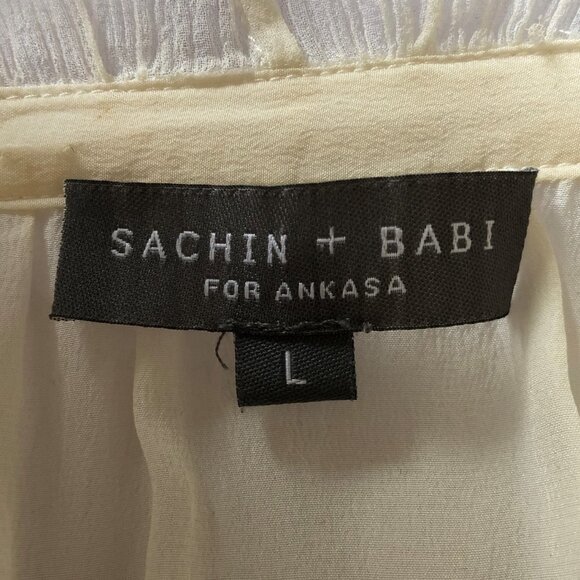 SACHIN + BABI
FOR ANKASA
L